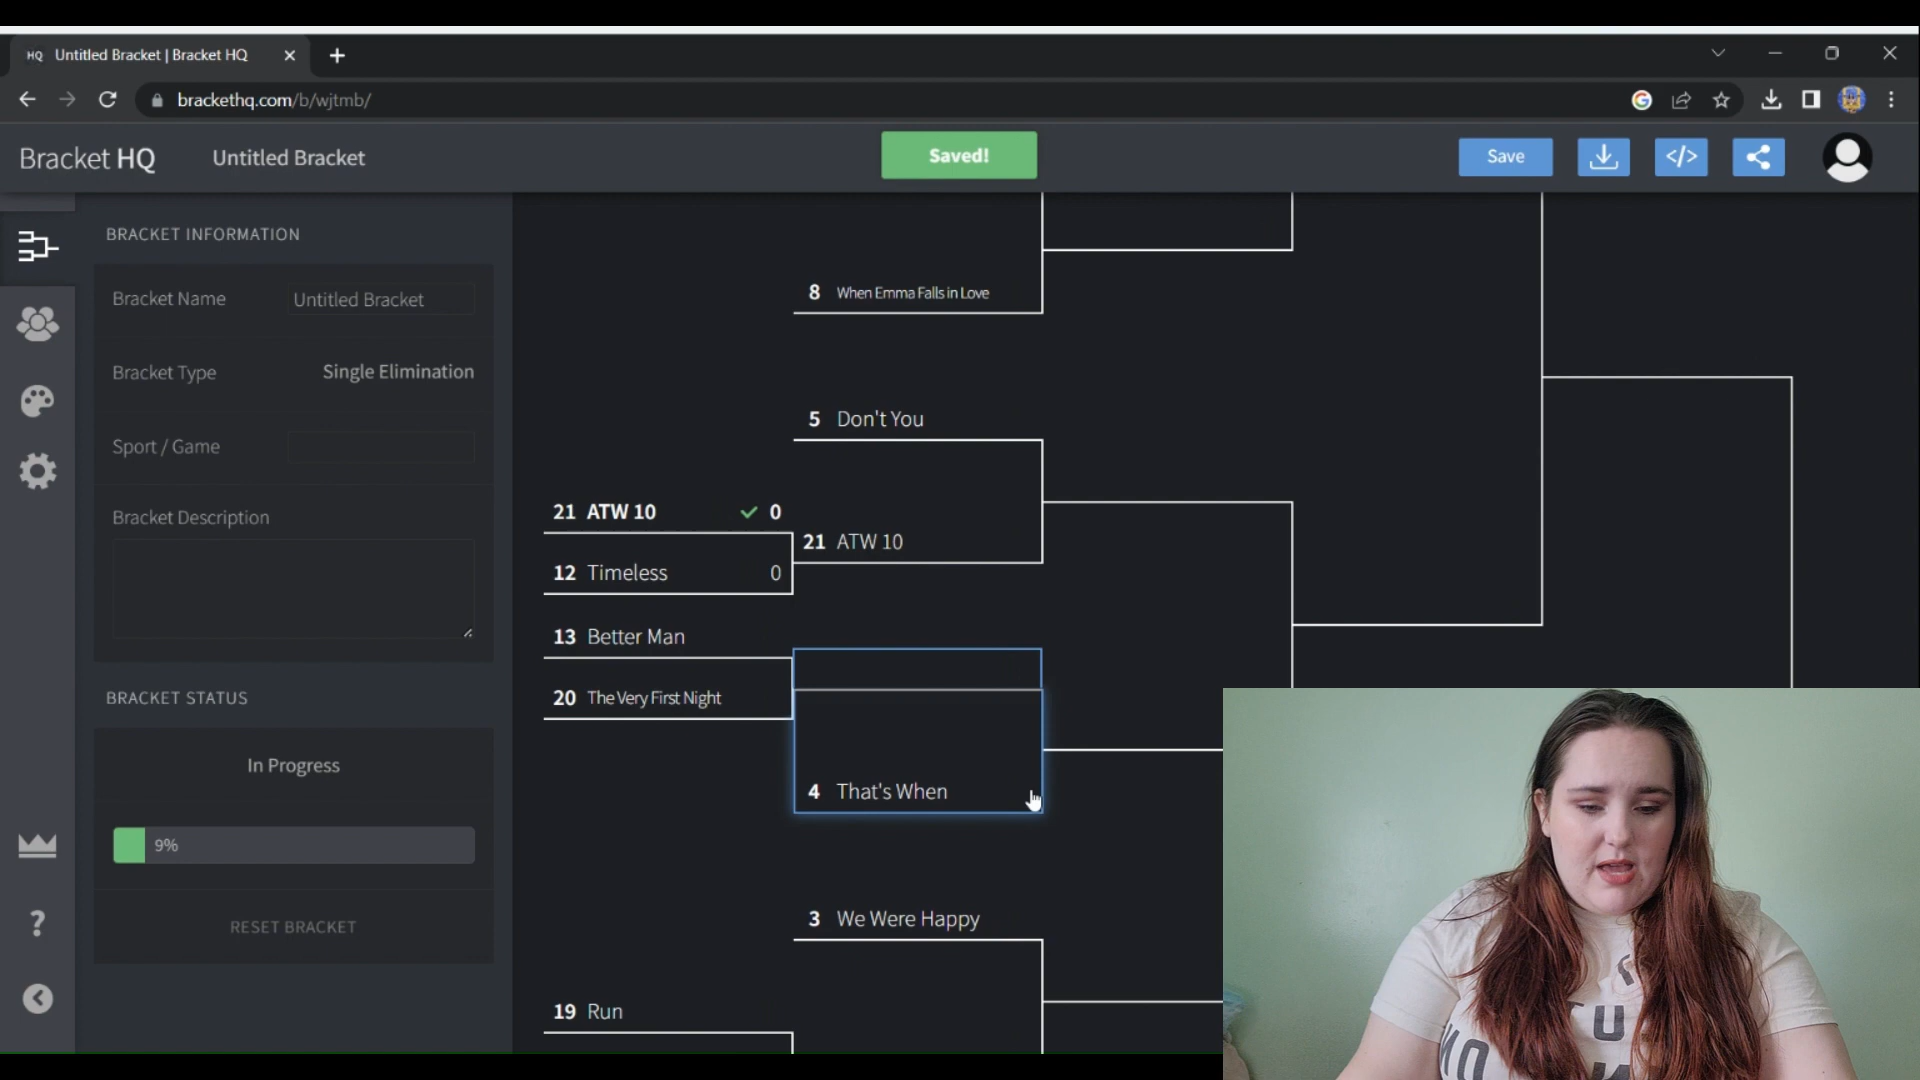 HQ Untitled Bracket | Bracket HQ
brackethq.com/b/wjtmb/
Bracket HQ
Untitled Bracket
Saved!
Save
</>
BRACKET INFORMATION
Bracket Name Untitled Bracket
Bracket Type Single Elimination
Sport / Game
Bracket Description
BRACKET STATUS
In Progress
9%
RESET BRACKET
?
8 When Emma Falls in Love
5 Don't You
21 ATW 10 0
21 ATW 10
12 Timeless 0
13 Better Man
20 The Very First Night
4 That's When
3 We Were Happy
19 Run